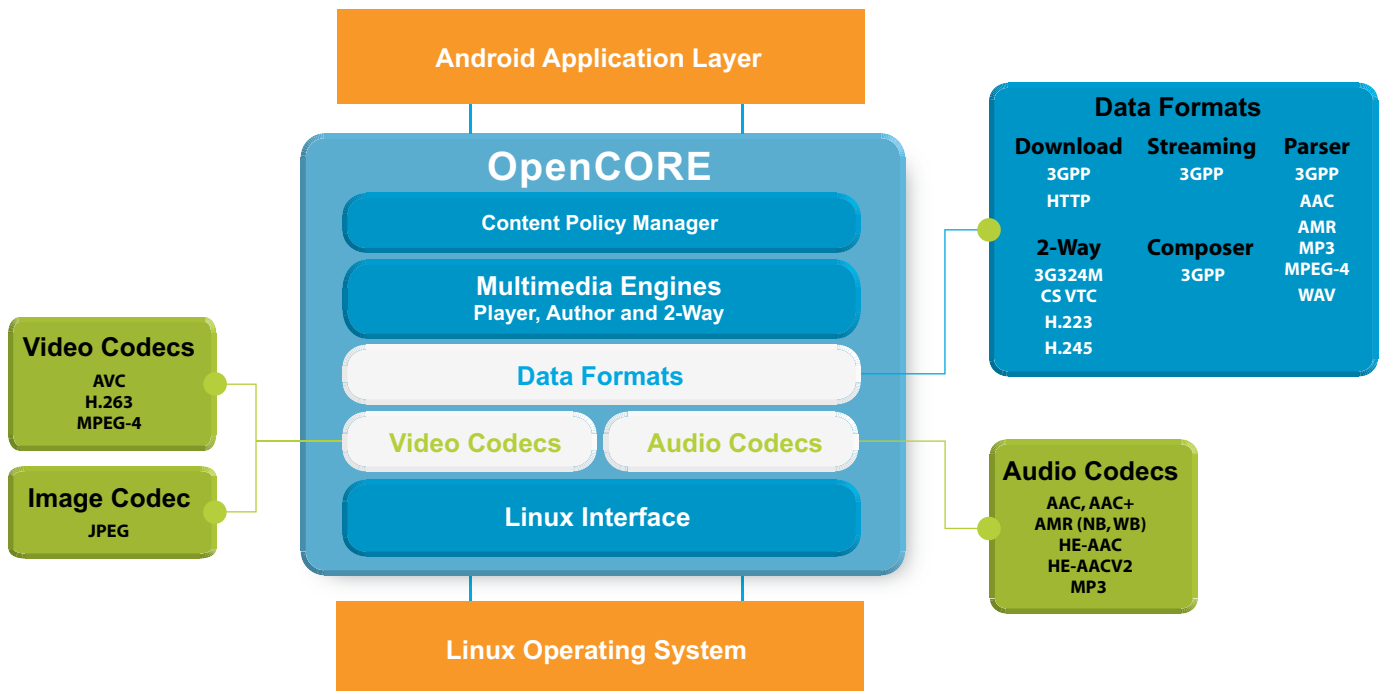 Android Application Layer
OpenCORE
Content Policy Manager
Multimedia Engines
Player, Author and 2-Way
Data Formats
Video Codecs
Audio Codecs
Linux Interface
Linux Operating System
Video Codecs
AVC
H.263
MPEG-4
Image Codec
JPEG
Data Formats
Download
3GPP
HTTP
Streaming
3GPP
Parser
3GPP
AAC
AMR
MP3
MPEG-4
WAV
2-Way
3G324M
CS VTC
H.223
H.245
Composer
3GPP
Audio Codecs
AAC, AAC+
AMR (NB, WB)
HE-AAC
HE-AACV2
MP3